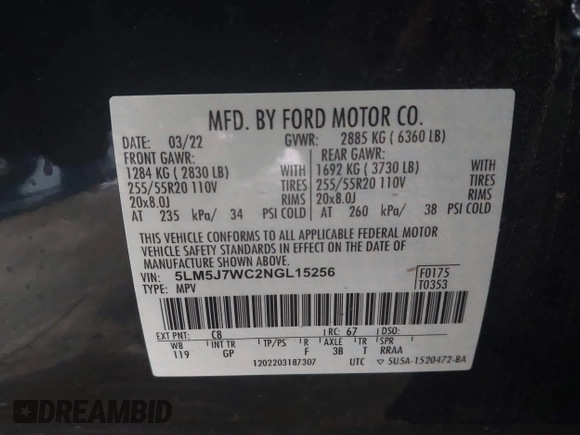 MFD. BY FORD MOTOR CO.
DATE: 03/22 GVWR: 2885 KG ( 6360 LB)
FRONT GAWR: REAR GAWR:
1284 KG ( 2830 LB) WITH 1692 KG ( 3730 LB) WITH
255/55R20 110V TIRES 255/55R20 110V TIRES
20x8.0J RIMS 20x8.0J RIMS
AT 235 kPa/ 34 PSI COLD AT 260 kPa/ 38 PSI COLD
THIS VEHICLE CONFORMS TO ALL APPLICABLE FEDERAL MOTOR
VEHICLE SAFETY STANDARDS IN EFFECT ON THE DATE OF
MANUFACTURE SHOWN ABOVE.
VIN: 5LM5J7WC2NGL15256 F0175
TYPE: MPV T0353
EXT PNT: C8 RC: 67 DSO:
WB INT TR TP/PS R AXLE TR SPR
119 GP F 3B T RRAA
1202203187307 UTC ▽5U5A-1520472-BA
DREAMBID